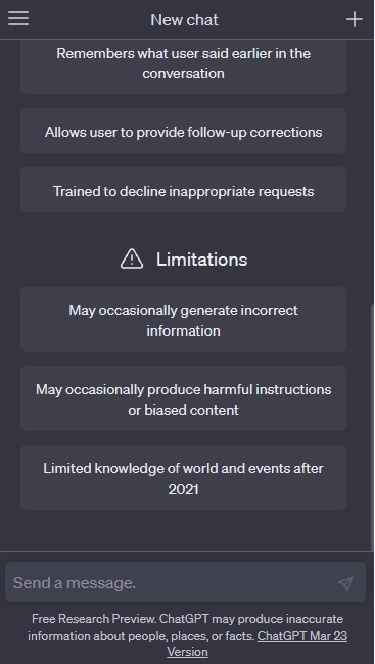 New chat
Remembers what user said earlier in the
conversation
Allows user to provide follow-up corrections
Trained to decline inappropriate requests
Limitations
May occasionally generate incorrect
information
May occasionally produce harmful instructions
or biased content
Limited knowledge of world and events after
2021
Send a message.
Free Research Preview. ChatGPT may produce inaccurate
information about people, places, or facts. ChatGPT Mar 23
Version